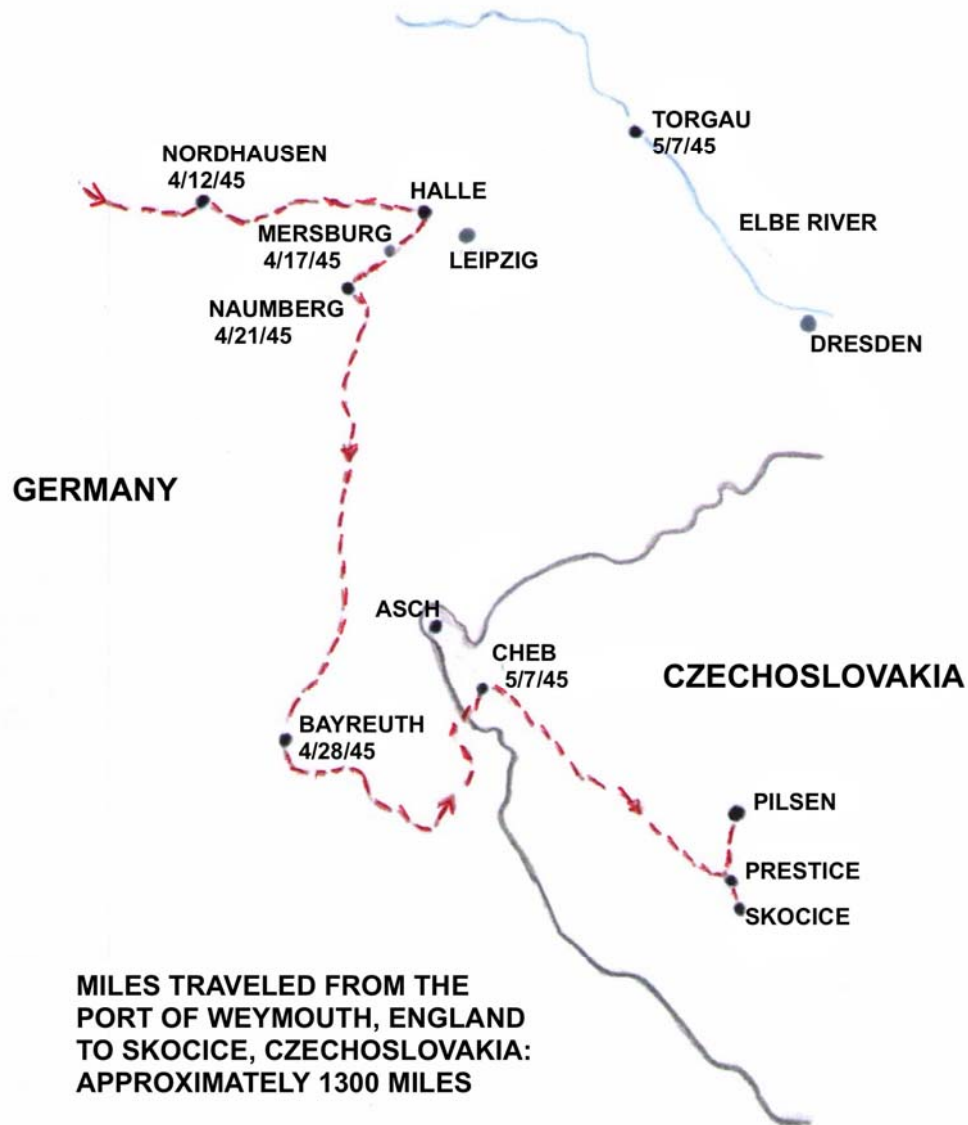 TORGAU
5/7/45
NORDHAUSEN
4/12/45
HALLE
ELBE RIVER
MERSBURG
4/17/45
LEIPZIG
NAUMBERG
4/21/45
DRESDEN
GERMANY
ASCH
CHEB
5/7/45
CZECHOSLOVAKIA
BAYREUTH
4/28/45
PILSEN
PRESTICE
SKOCICE
MILES TRAVELED FROM THE
PORT OF WEYMOUTH, ENGLAND
TO SKOCICE, CZECHOSLOVAKIA:
APPROXIMATELY 1300 MILES